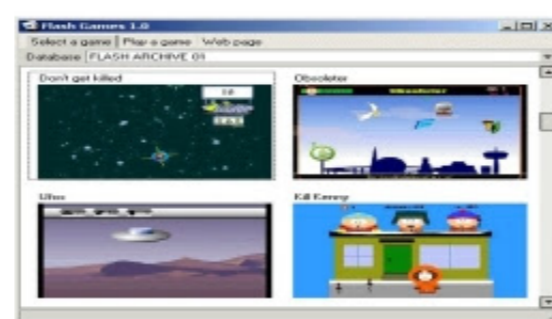 Flash Games 1.0
Select a game Play a game Web page
Database FLASH ARCHIVE 01
Don't get killed Obsoleter
Ufos Kill Kenny